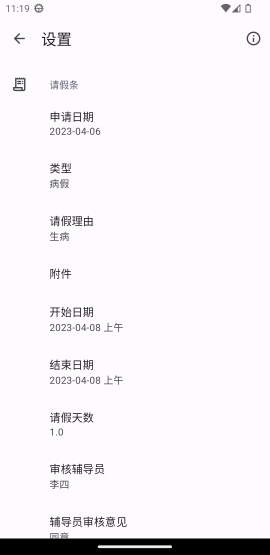 11:19
设置
请假条
申请日期
2023-04-06
类型
病假
请假理由
生病
附件
开始日期
2023-04-08 上午
结束日期
2023-04-08 上午
请假天数
1.0
审核辅导员
李四
辅导员审核意见
同意